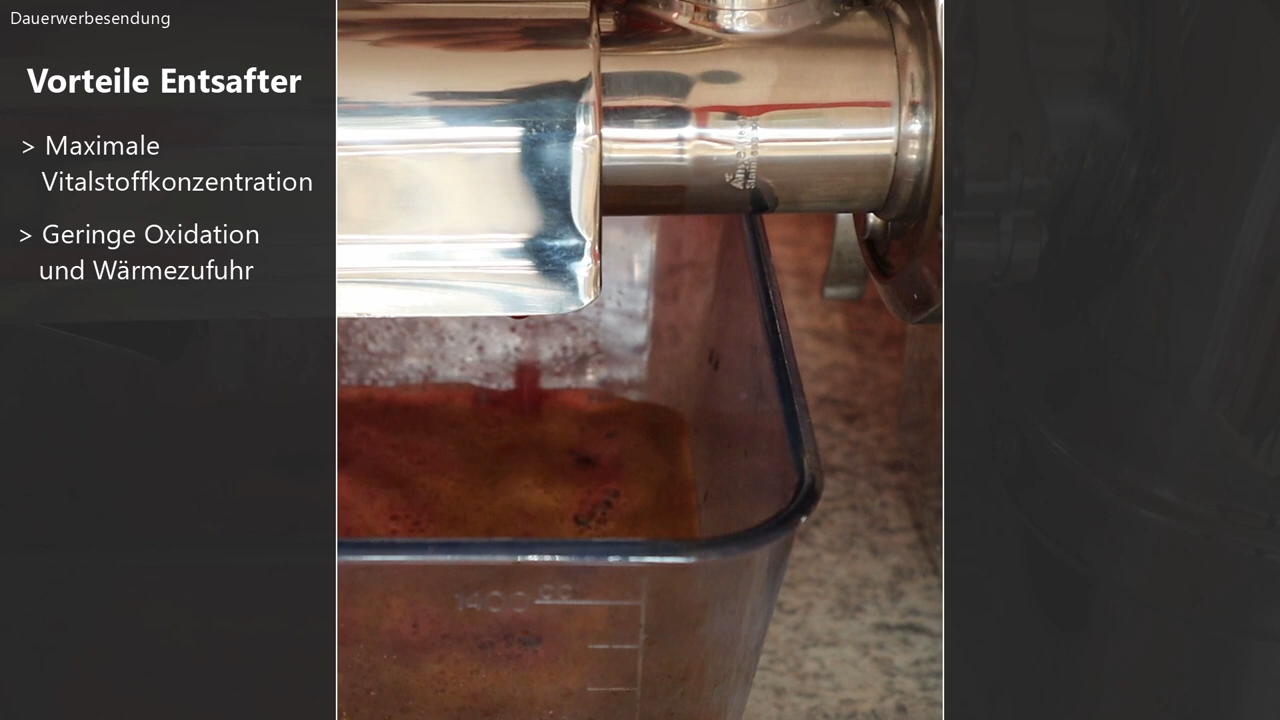 Dauerwerbesendung
Vorteile Entsafter
> Maximale
Vitalstoffkonzentration
> Geringe Oxidation
und Wärmezufuhr
1400